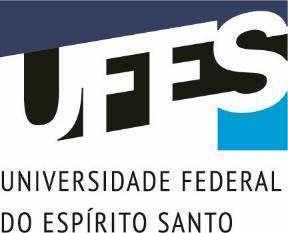 UFES
UNIVERSIDADE FEDERAL
DO ESPÍRITO SANTO